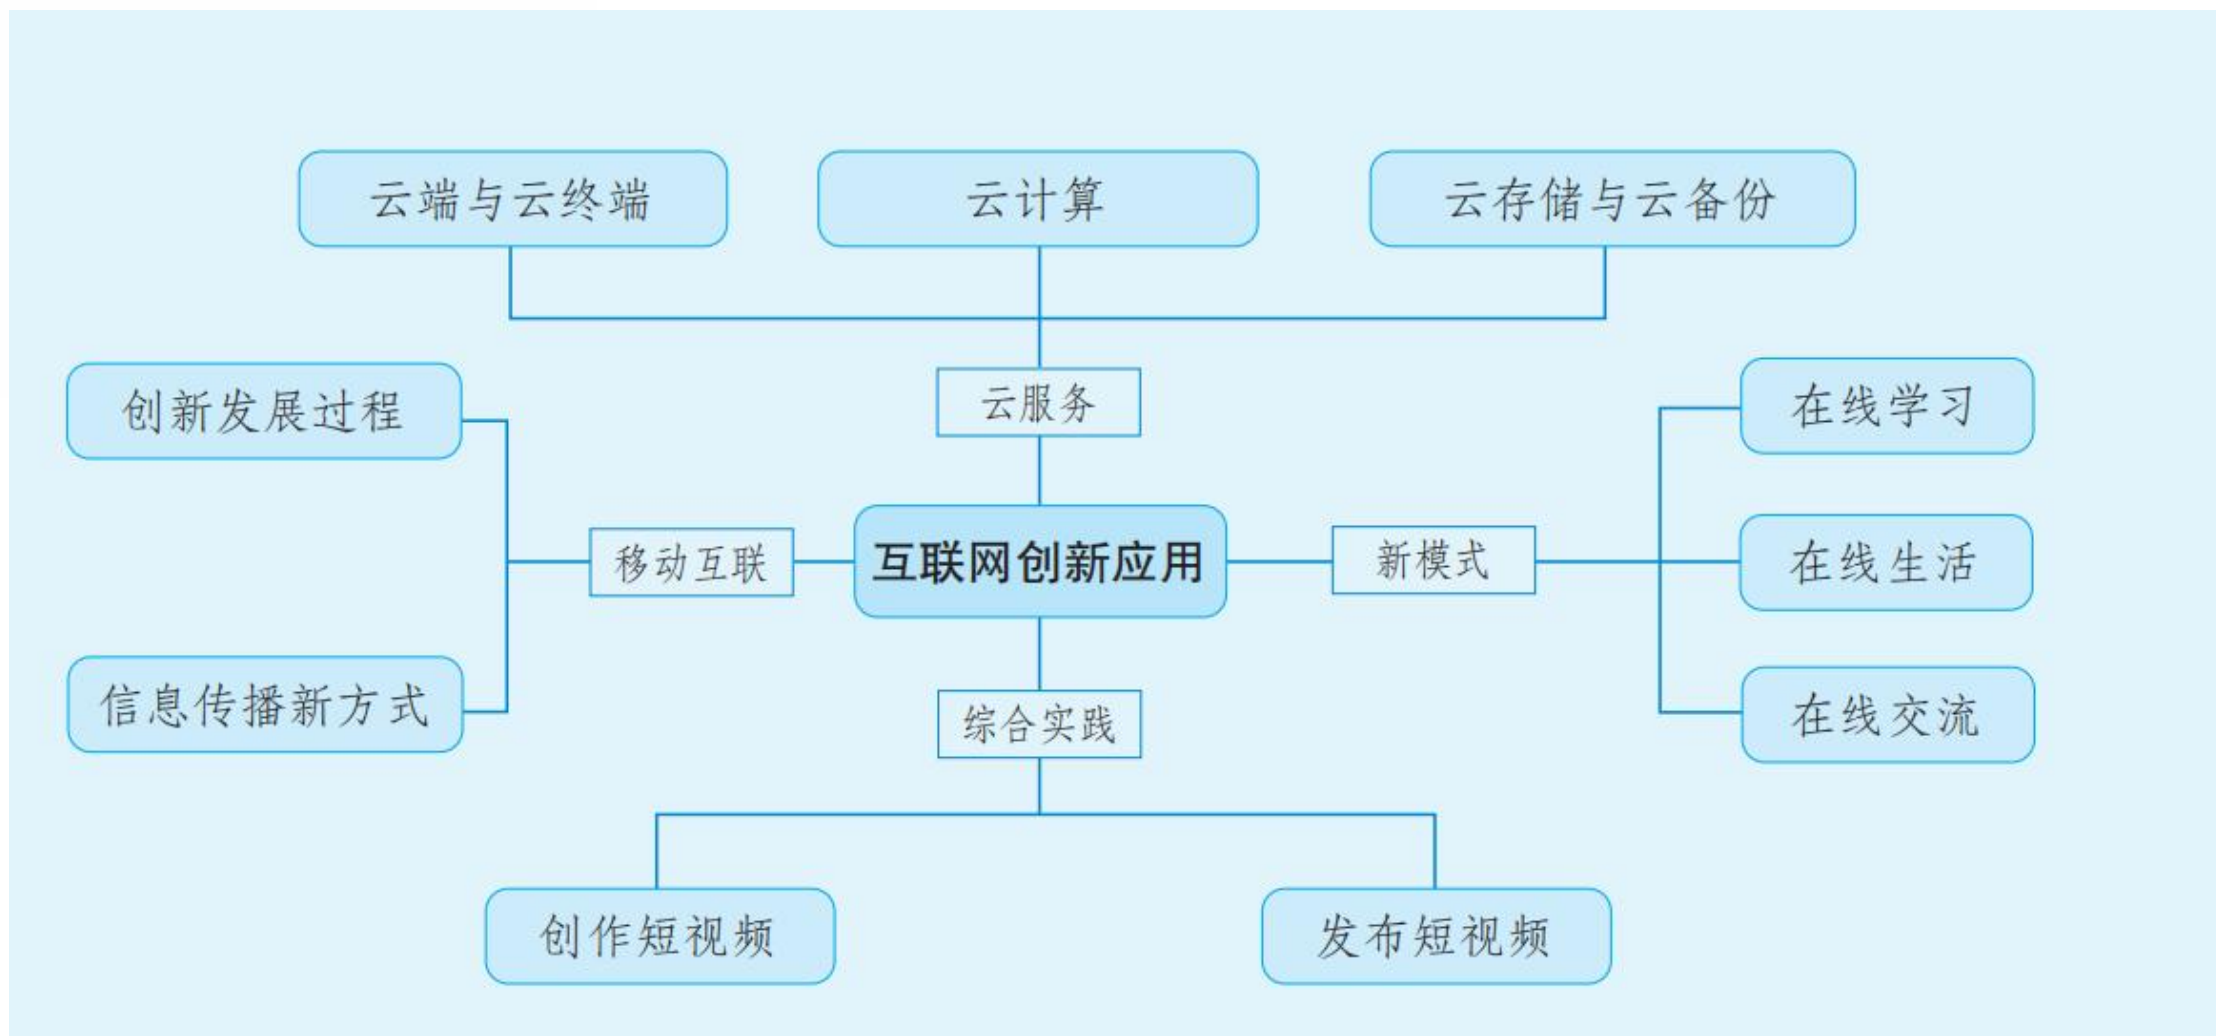 云端与云终端
云计算
云存储与云备份
云服务
创新发展过程
在线学习
移动互联
互联网创新应用
新模式
在线生活
信息传播新方式
综合实践
在线交流
创作短视频
发布短视频